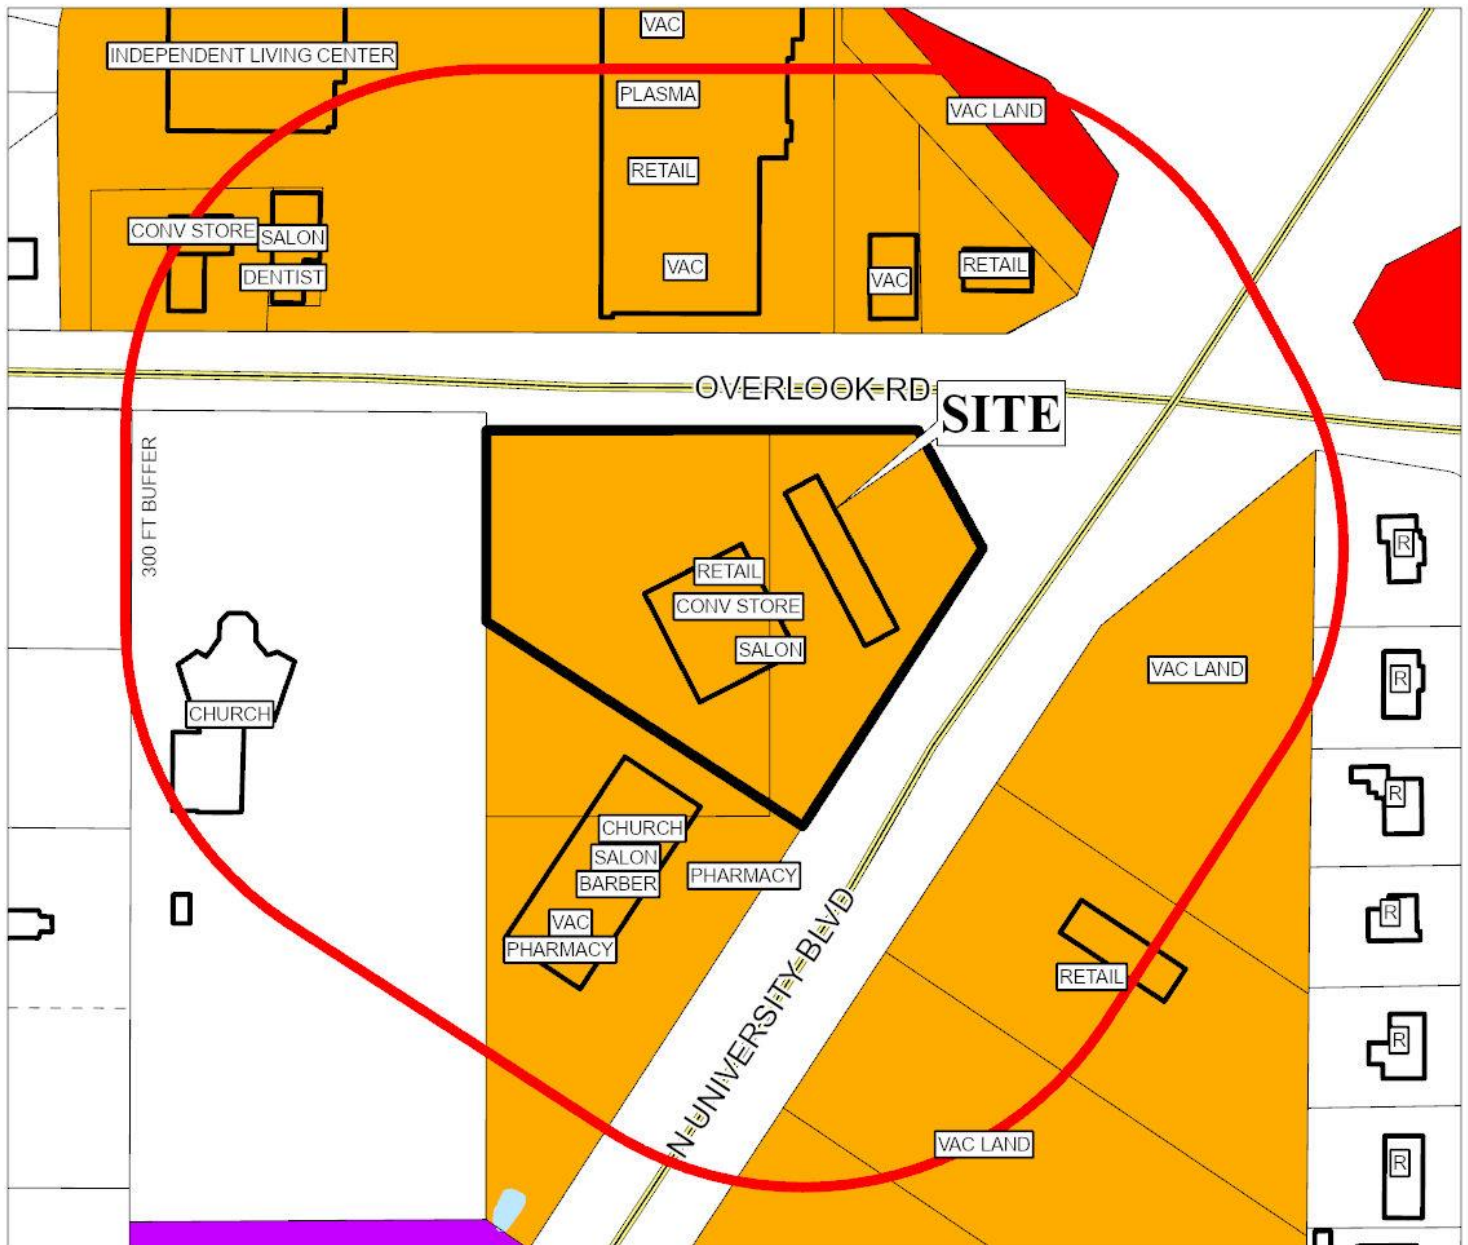 VAC
INDEPENDENT LIVING CENTER
PLASMA
VAC LAND
RETAIL
CONV STORE
SALON
DENTIST
VAC
VAC
RETAIL
OVERLOOK RD
SITE
300 FT BUFFER
R
RETAIL
CONV STORE
SALON
VAC LAND
R
CHURCH
R
CHURCH
SALON
BARBER
PHARMACY
VAC
PHARMACY
R
N UNIVERSITY BLVD
RETAIL
R
VAC LAND
R